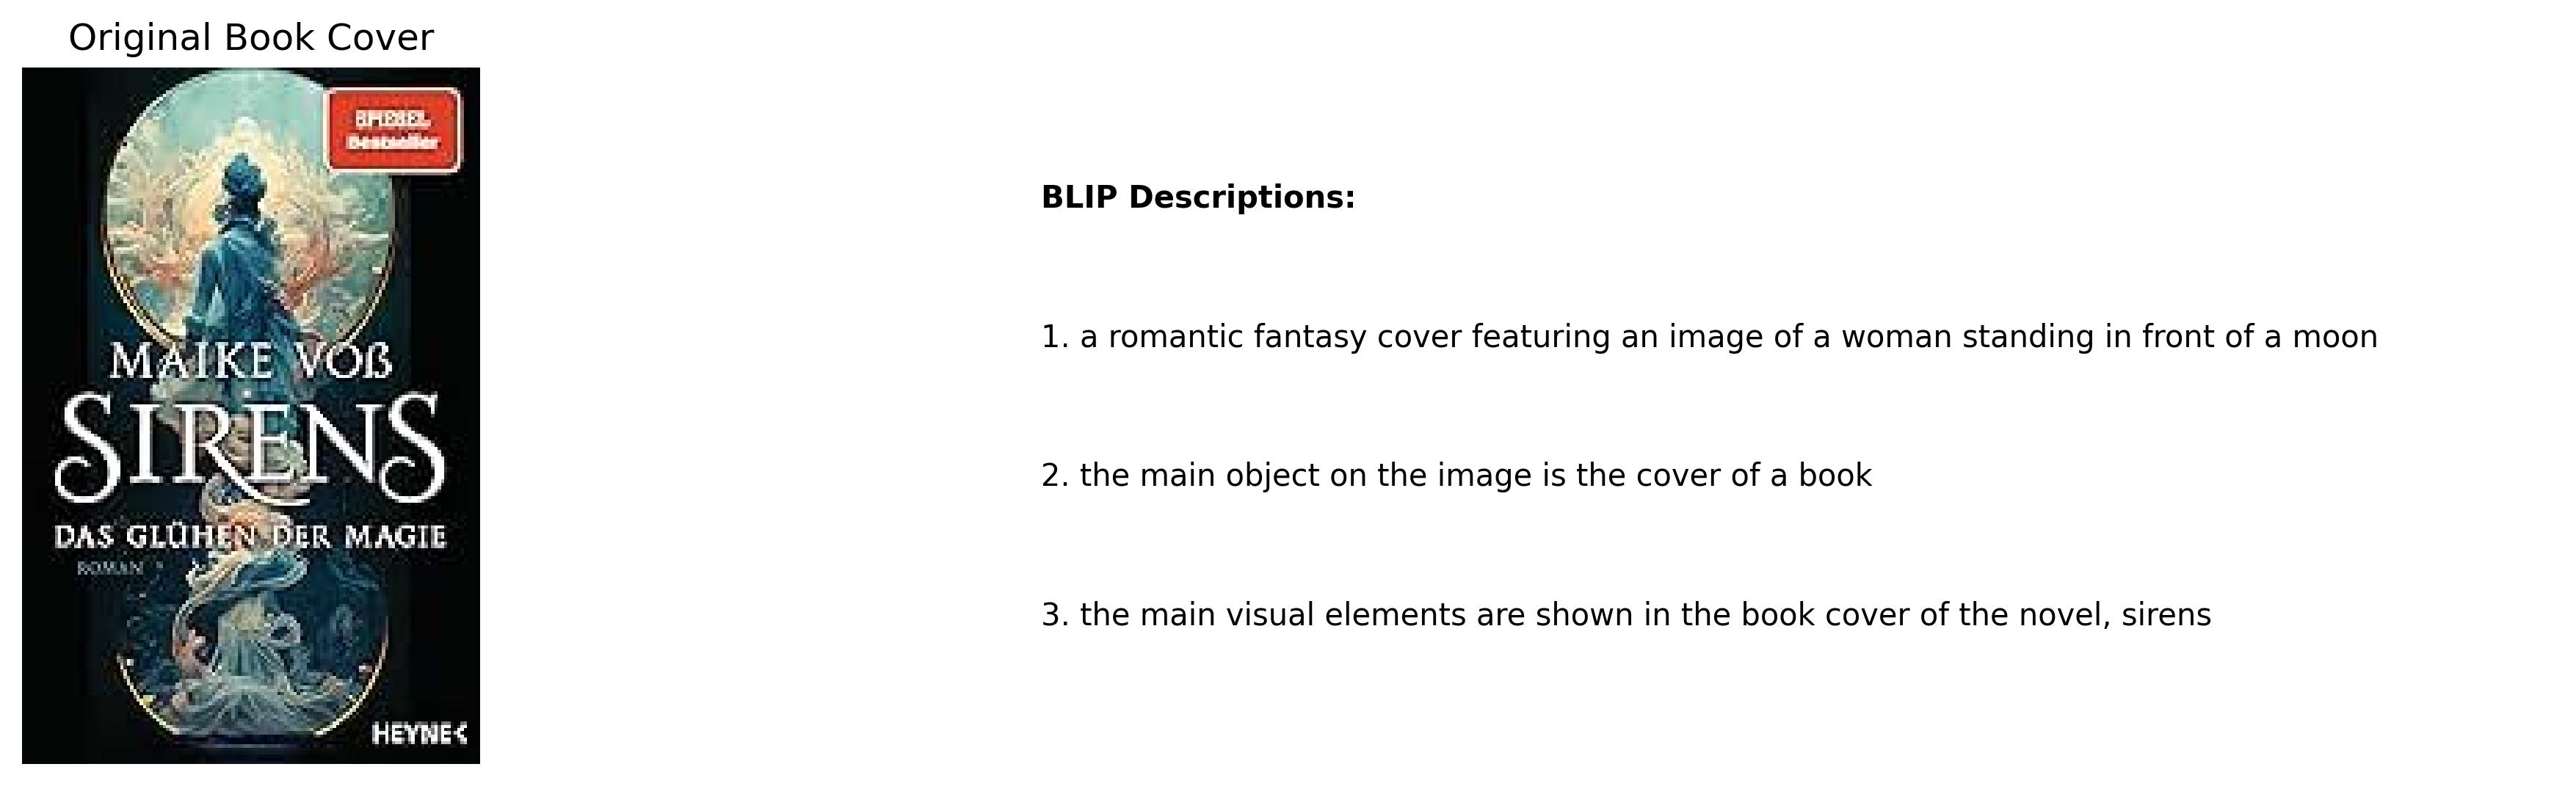 Original Book Cover
SPIEGEL
Bestseller
MAIKE VOẞ
SIRENS
DAS GLÜHEN DER MAGIE
ROMAN
HEYNE<
BLIP Descriptions:
1. a romantic fantasy cover featuring an image of a woman standing in front of a moon
2. the main object on the image is the cover of a book
3. the main visual elements are shown in the book cover of the novel, sirens